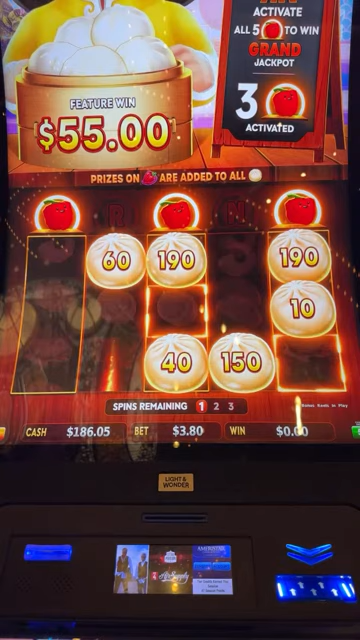 ACTIVATE
ALL 5 TO WIN
GRAND
JACKPOT
3
ACTIVATED
FEATURE WIN
$55.00
PRIZES ON ARE ADDED TO ALL
60 190 190
10
40 150
SPINS REMAINING 1 2 3
CASH $186.05 BET $3.80 WIN $0.00
LIGHT &
WONDER
Air Supply